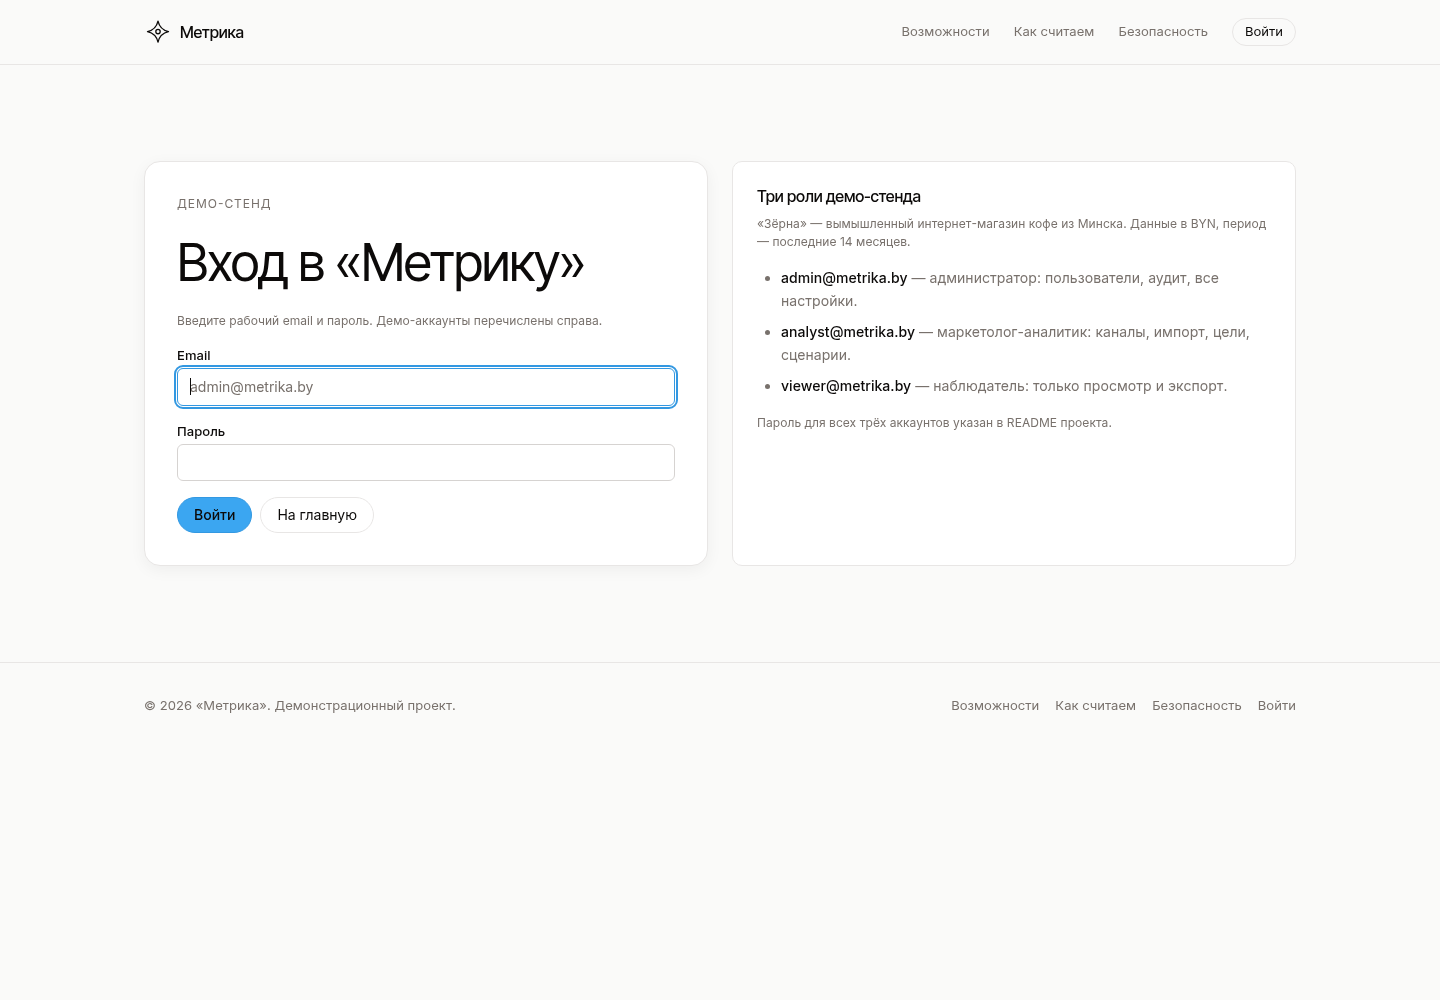 Метрика
Возможности
Как считаем
Безопасность
Войти
ДЕМО-СТЕНД
Вход в «Метрику»
Введите рабочий email и пароль. Демо-аккаунты перечислены справа.
Email
admin@metrika.by
Пароль
Войти
На главную
Три роли демо-стенда
«Зёрна» — вымышленный интернет-магазин кофе из Минска. Данные в BYN, период
— последние 14 месяцев.
admin@metrika.by — администратор: пользователи, аудит, все
настройки.
analyst@metrika.by — маркетолог-аналитик: каналы, импорт, цели,
сценарии.
viewer@metrika.by — наблюдатель: только просмотр и экспорт.
Пароль для всех трёх аккаунтов указан в README проекта.
© 2026 «Метрика». Демонстрационный проект.
Возможности
Как считаем
Безопасность
Войти